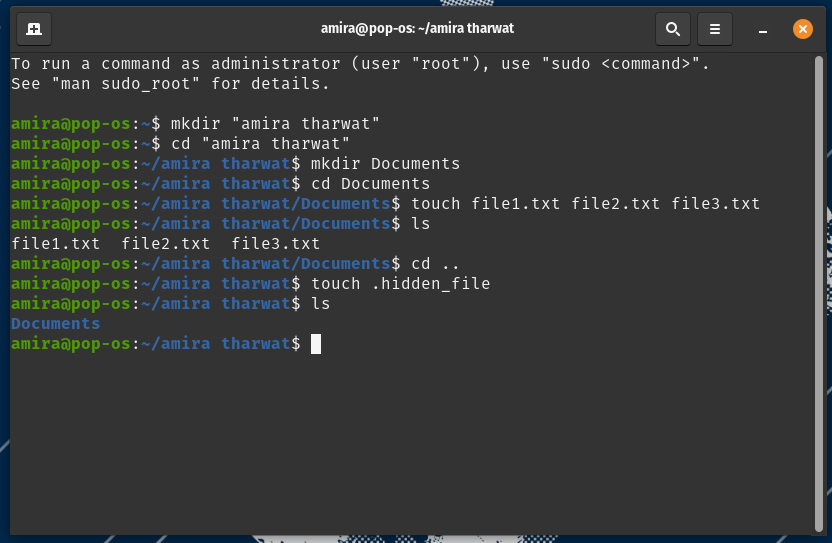 amira@pop-os: ~/amira tharwat
To run a command as administrator (user "root"), use "sudo <command>".
See "man sudo_root" for details.
amira@pop-os:~$ mkdir "amira tharwat"
amira@pop-os:~$ cd "amira tharwat"
amira@pop-os:~/amira tharwat$ mkdir Documents
amira@pop-os:~/amira tharwat$ cd Documents
amira@pop-os:~/amira tharwat/Documents$ touch file1.txt file2.txt file3.txt
amira@pop-os:~/amira tharwat/Documents$ ls
file1.txt  file2.txt  file3.txt
amira@pop-os:~/amira tharwat/Documents$ cd ..
amira@pop-os:~/amira tharwat$ touch .hidden_file
amira@pop-os:~/amira tharwat$ ls
Documents
amira@pop-os:~/amira tharwat$